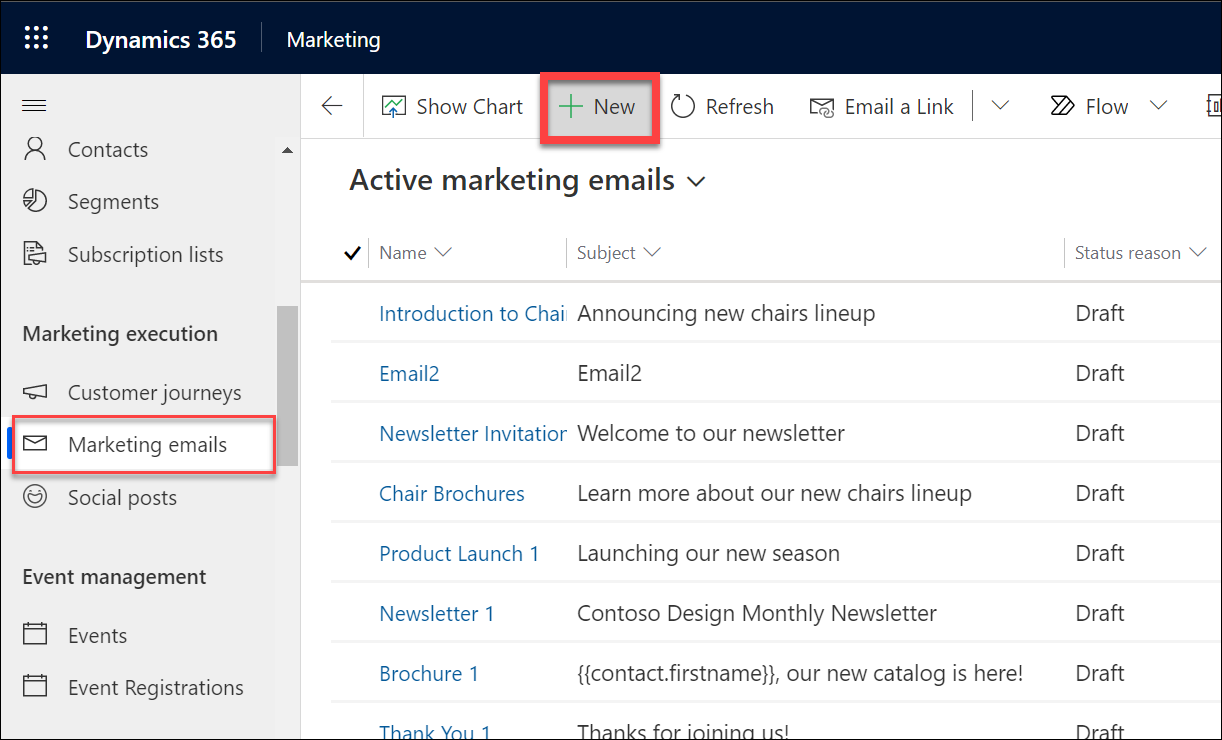 Dynamics 365 Marketing
Show Chart New Refresh Email a Link Flow
Contacts
Segments
Subscription lists
Marketing execution
Customer journeys
Marketing emails
Social posts
Event management
Events
Event Registrations
Active marketing emails
Name Subject Status reason
Introduction to Chai Announcing new chairs lineup Draft
Email2 Email2 Draft
Newsletter Invitation Welcome to our newsletter Draft
Chair Brochures Learn more about our new chairs lineup Draft
Product Launch 1 Launching our new season Draft
Newsletter 1 Contoso Design Monthly Newsletter Draft
Brochure 1 {{contact.firstname}}, our new catalog is here! Draft
Thank You 1 Thanks for joining us! Draft